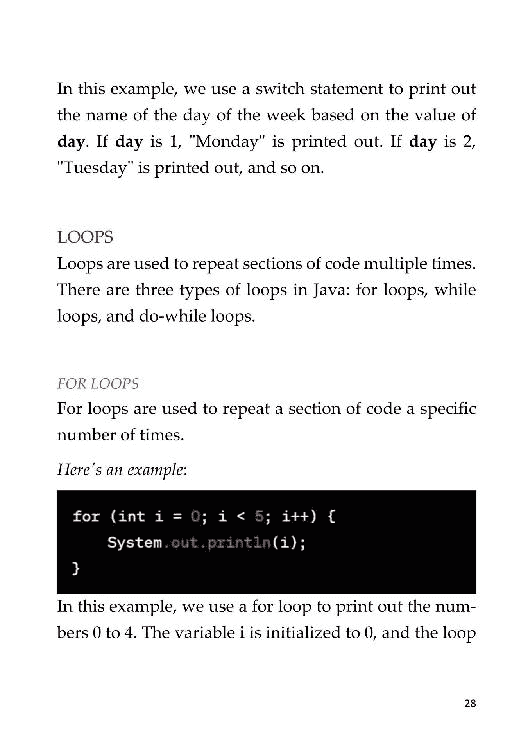 In this example, we use a switch statement to print out
the name of the day of the week based on the value of
day. If day is 1, "Monday" is printed out. If day is 2,
"Tuesday" is printed out, and so on.
LOOPS
Loops are used to repeat sections of code multiple times.
There are three types of loops in Java: for loops, while
loops, and do-while loops.
FOR LOOPS
For loops are used to repeat a section of code a specific
number of times.
Here's an example:
for (int i = 0; i < 5; i++) {
    System.out.println(i);
}
In this example, we use a for loop to print out the num-
bers 0 to 4. The variable i is initialized to 0, and the loop
28